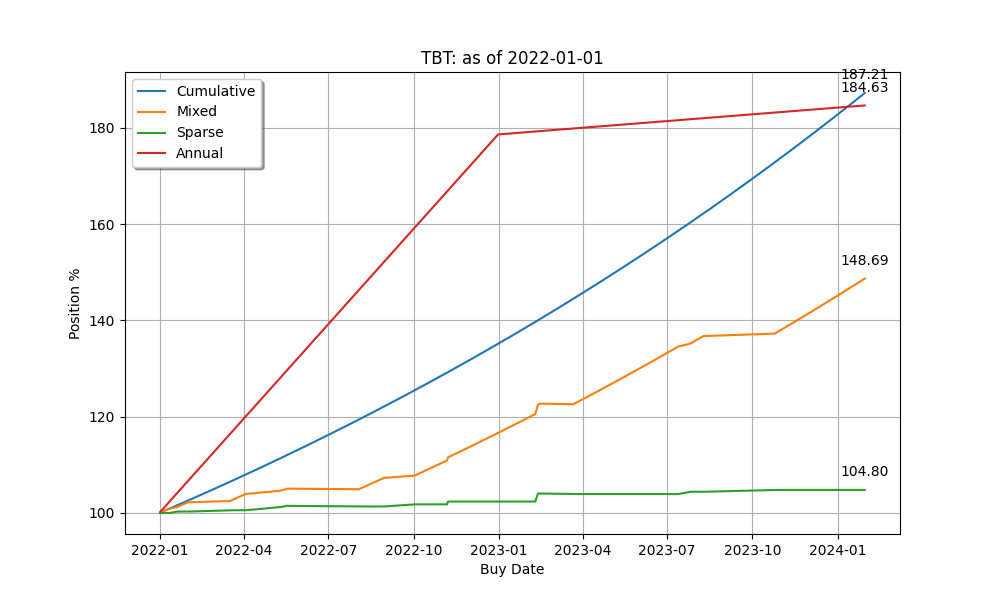 TBT: as of 2022-01-01
187.21
184.63
148.69
104.80
Cumulative
Mixed
Sparse
Annual
Position %
180
160
140
120
100
2022-01 2022-04 2022-07 2022-10 2023-01 2023-04 2023-07 2023-10 2024-01
Buy Date